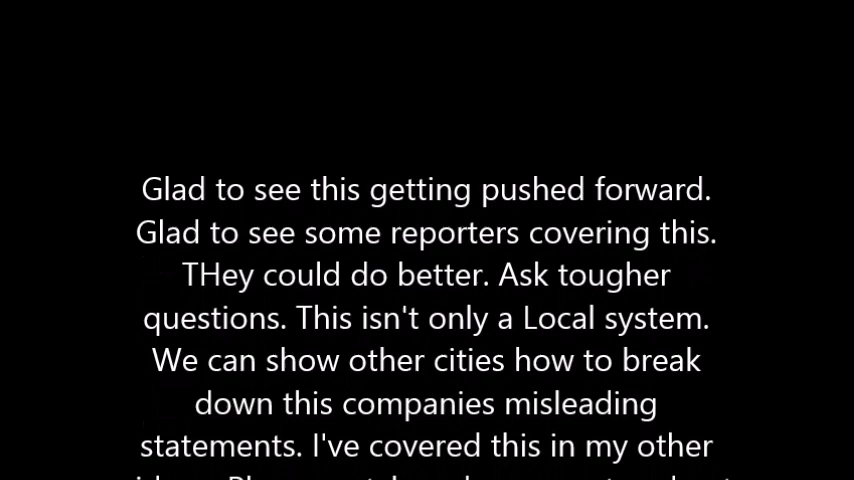 Glad to see this getting pushed forward.
Glad to see some reporters covering this.
THey could do better. Ask tougher
questions. This isn't only a Local system.
We can show other cities how to break
down this companies misleading
statements. I've covered this in my other